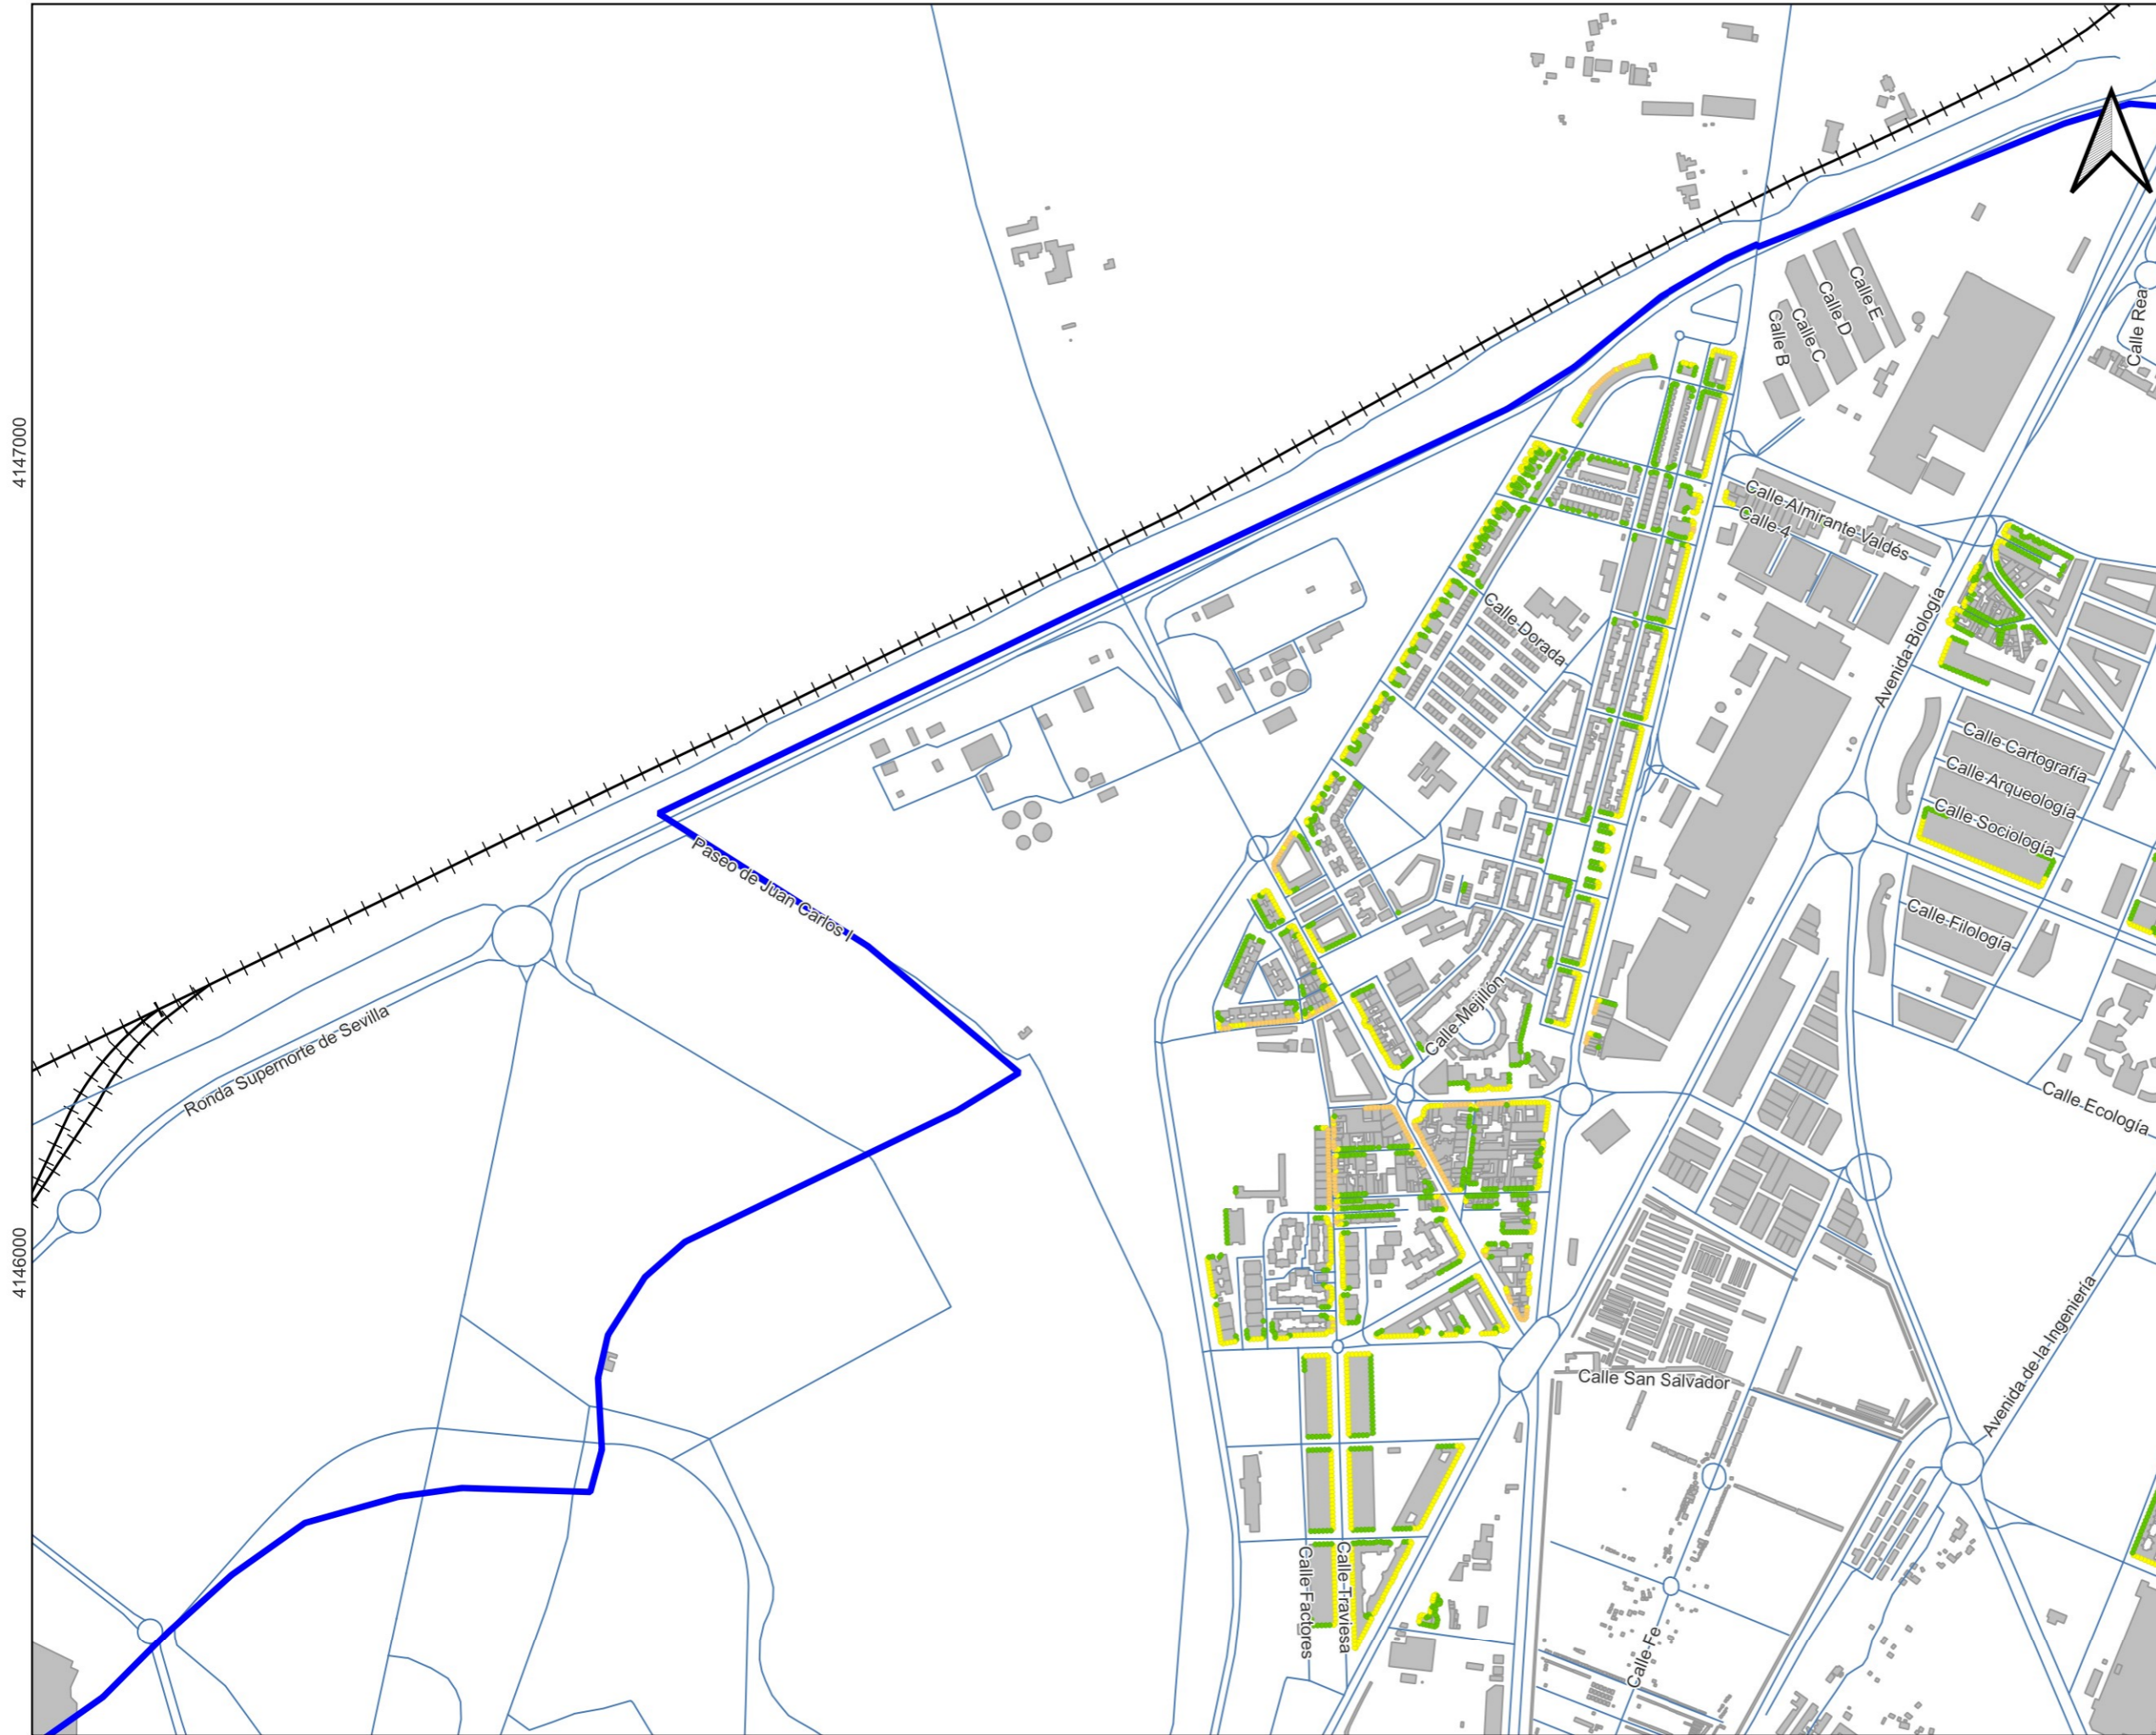 Calle Rea
Calle E
Calle D
Calle C
Calle B
4147000
Calle Almirante Valdés
Calle 4
Calle Dorada
Avenida Biología
Calle Cartografía
Calle Arqueología
Calle Sociología
Paseo de Juan Carlos I
Calle Filología
Calle Mejillón
Ronda Supernorte de Sevilla
Calle Ecología
4146000
Avenida de la Ingeniería
Calle San Salvador
Calle Factores
Calle Traviesa
Calle Fe